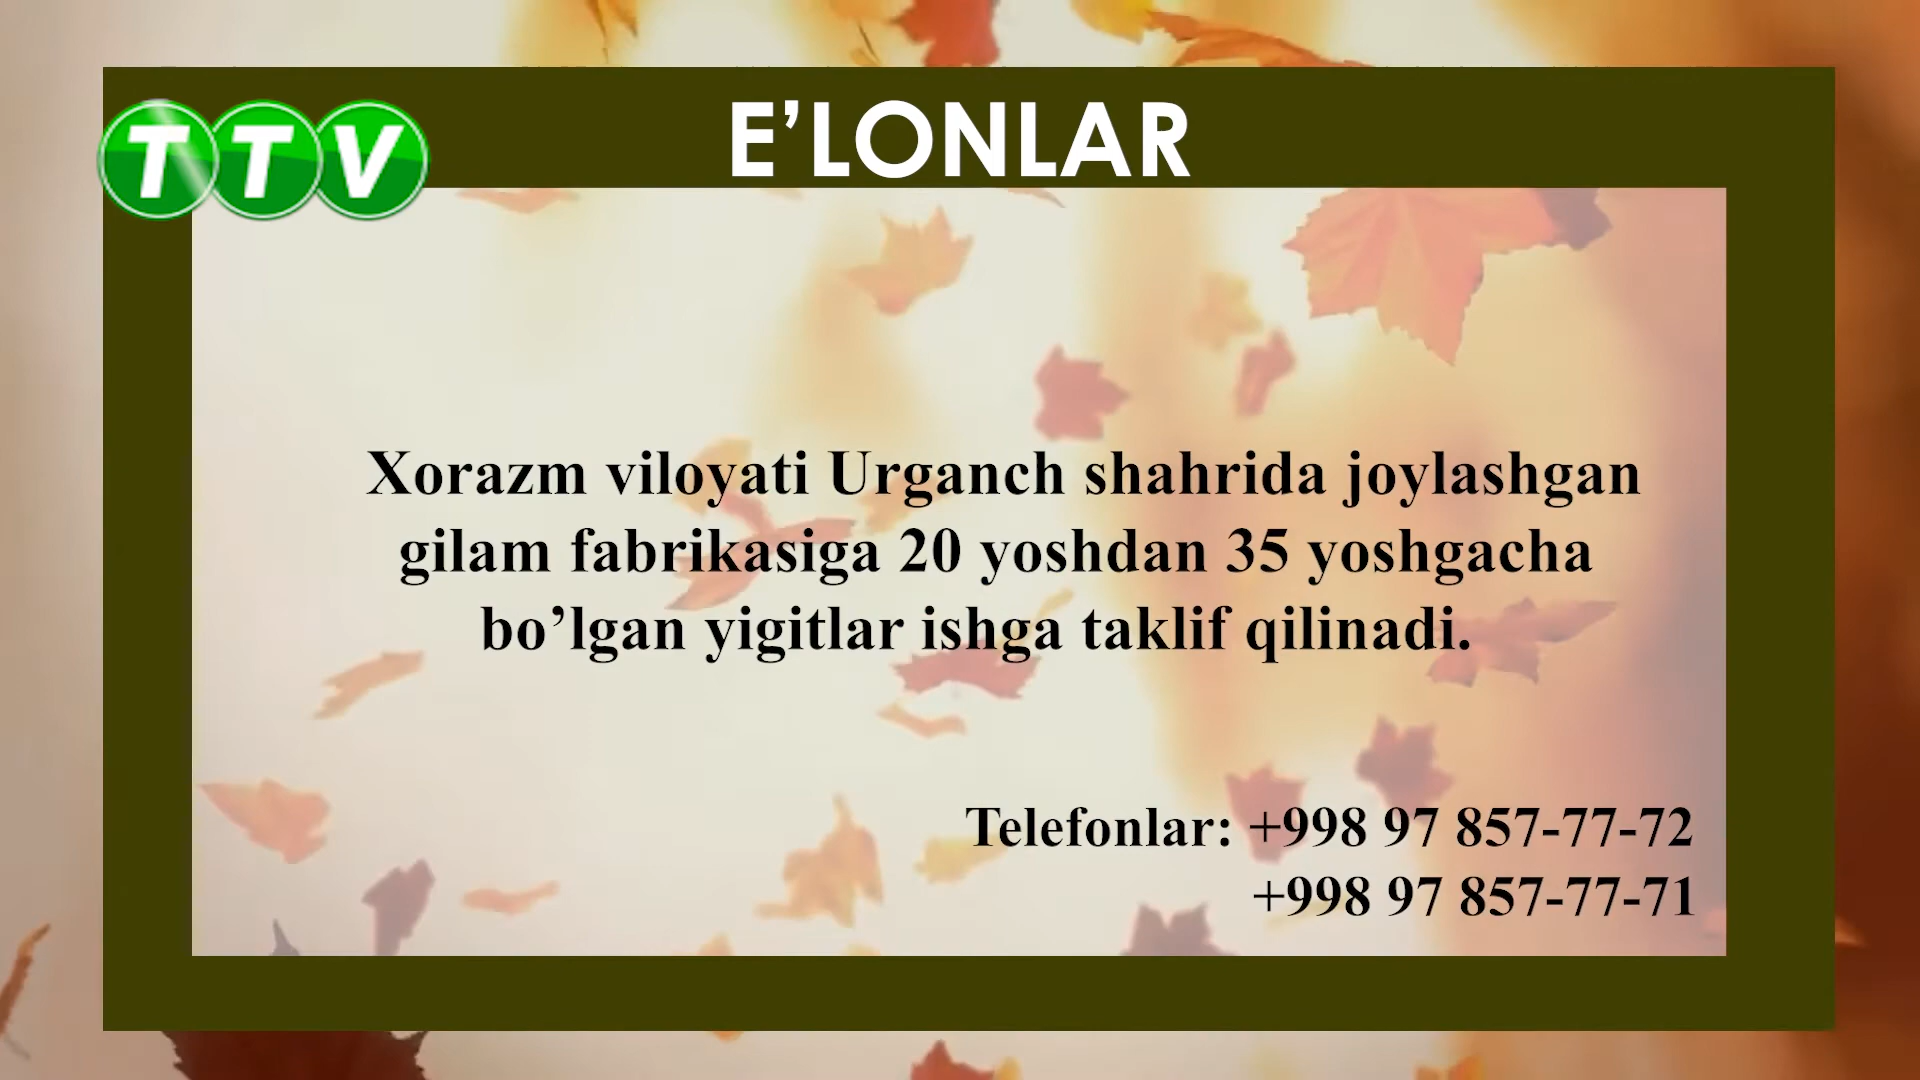 TTV
E’LONLAR
Xorazm viloyati Urganch shahrida joylashgan
gilam fabrikasiga 20 yoshdan 35 yoshgacha
bo’lgan yigitlar ishga taklif qilinadi.
Telefonlar: +998 97 857-77-72
+998 97 857-77-71